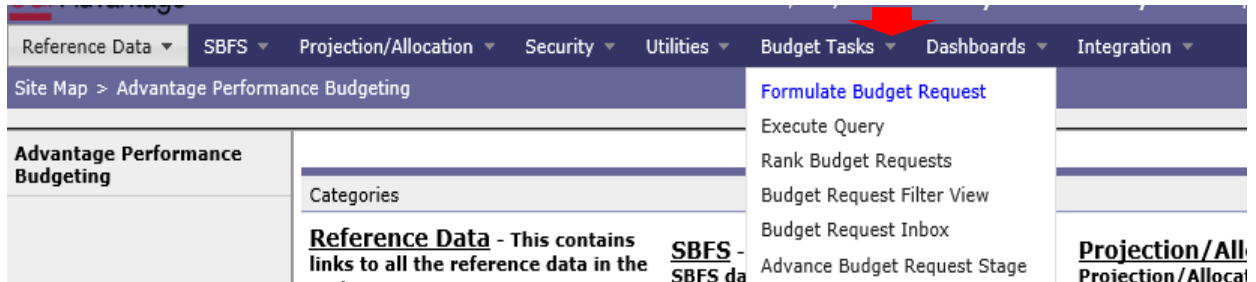 Advantage
Reference Data SBFS Projection/Allocation Security Utilities Budget Tasks Dashboards Integration
Site Map > Advantage Performance Budgeting
Formulate Budget Request
Execute Query
Rank Budget Requests
Budget Request Filter View
Budget Request Inbox
Advance Budget Request Stage
Advantage Performance
Budgeting
Categories
Reference Data - This contains
links to all the reference data in the
SBFS -
SBFS da
Projection/All
Projection/Allocat